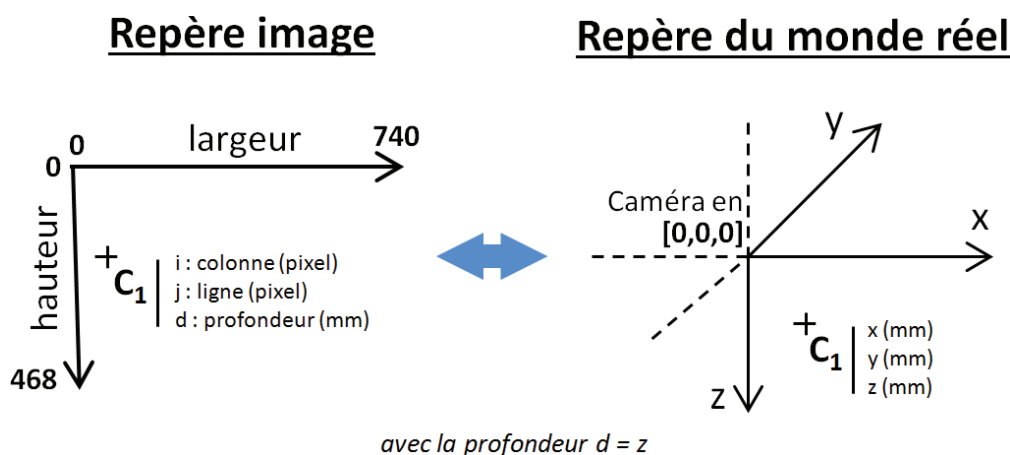 Repère image
0
largeur
740
0
hauteur
468
+
C1
i : colonne (pixel)
j : ligne (pixel)
d : profondeur (mm)
Repère du monde réel
y
Caméra en
[0,0,0]
x
z
+
C1
x (mm)
y (mm)
z (mm)
avec la profondeur d = z